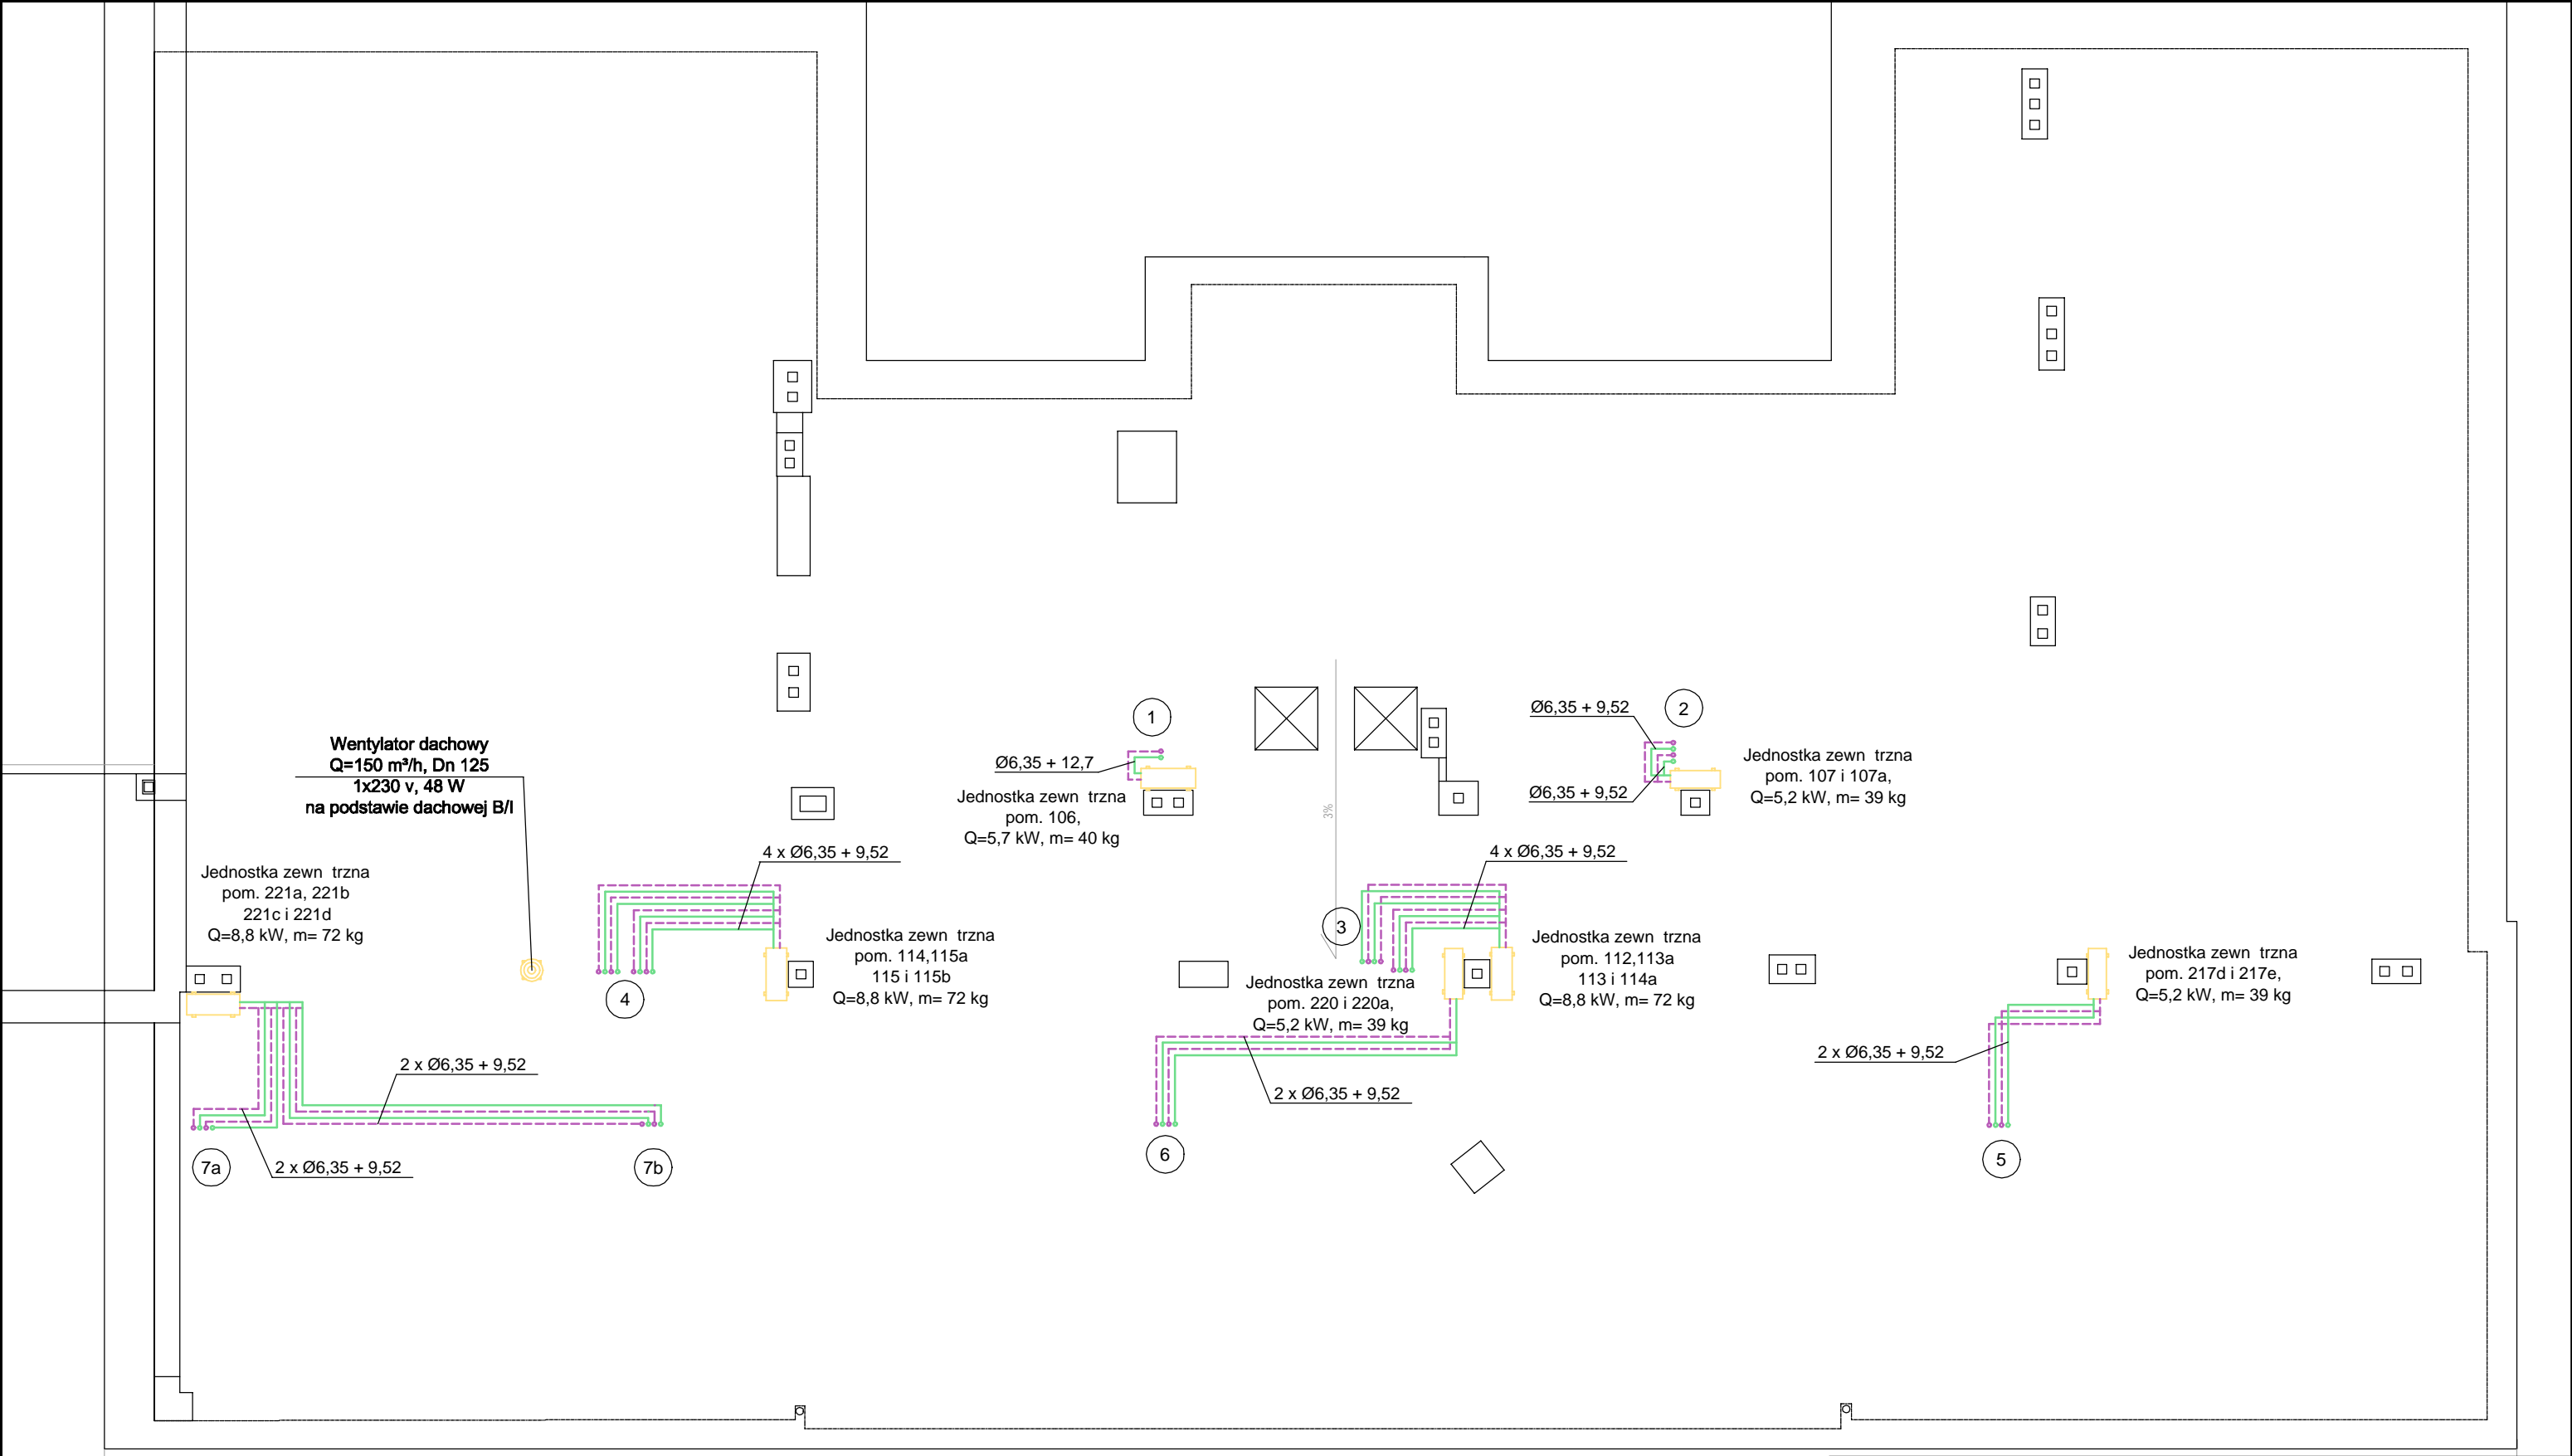 1
2
Ø6,35 + 9,52
Wentylator dachowy
Q=150 m³/h, Dn 125
1x230 v, 48 W
na podstawie dachowej B/I
Ø6,35 + 12,7
Jednostka zewn trzna
pom. 106,
Q=5,7 kW, m= 40 kg
3%
Ø6,35 + 9,52
Jednostka zewn trzna
pom. 107 i 107a,
Q=5,2 kW, m= 39 kg
Jednostka zewn trzna
pom. 221a, 221b
221c i 221d
Q=8,8 kW, m= 72 kg
4 x Ø6,35 + 9,52
4
Jednostka zewn trzna
pom. 114,115a
115 i 115b
Q=8,8 kW, m= 72 kg
4 x Ø6,35 + 9,52
3
Jednostka zewn trzna
pom. 220 i 220a,
Q=5,2 kW, m= 39 kg
Jednostka zewn trzna
pom. 112,113a
113 i 114a
Q=8,8 kW, m= 72 kg
Jednostka zewn trzna
pom. 217d i 217e,
Q=5,2 kW, m= 39 kg
2 x Ø6,35 + 9,52
2 x Ø6,35 + 9,52
2 x Ø6,35 + 9,52
7a
2 x Ø6,35 + 9,52
7b
6
5